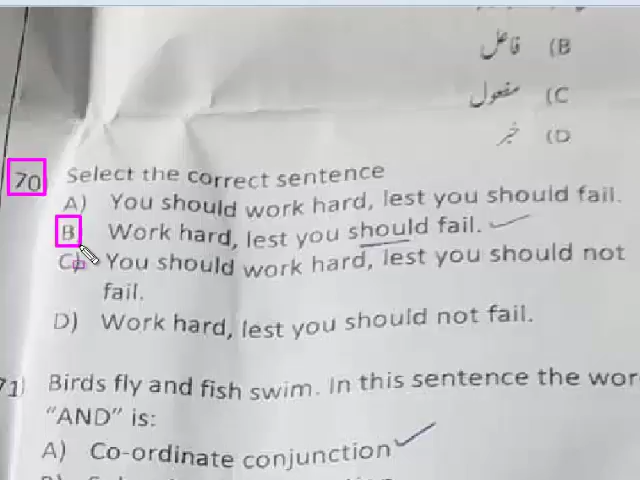 B) فاعل
C) مفعول
D) خبر
70 Select the correct sentence
A) You should work hard, lest you should fail.
B Work hard, lest you should fail.
C) You should work hard, lest you should not
fail.
D) Work hard, lest you should not fail.
71) Birds fly and fish swim. In this sentence the wor
“AND” is:
A) Co-ordinate conjunction